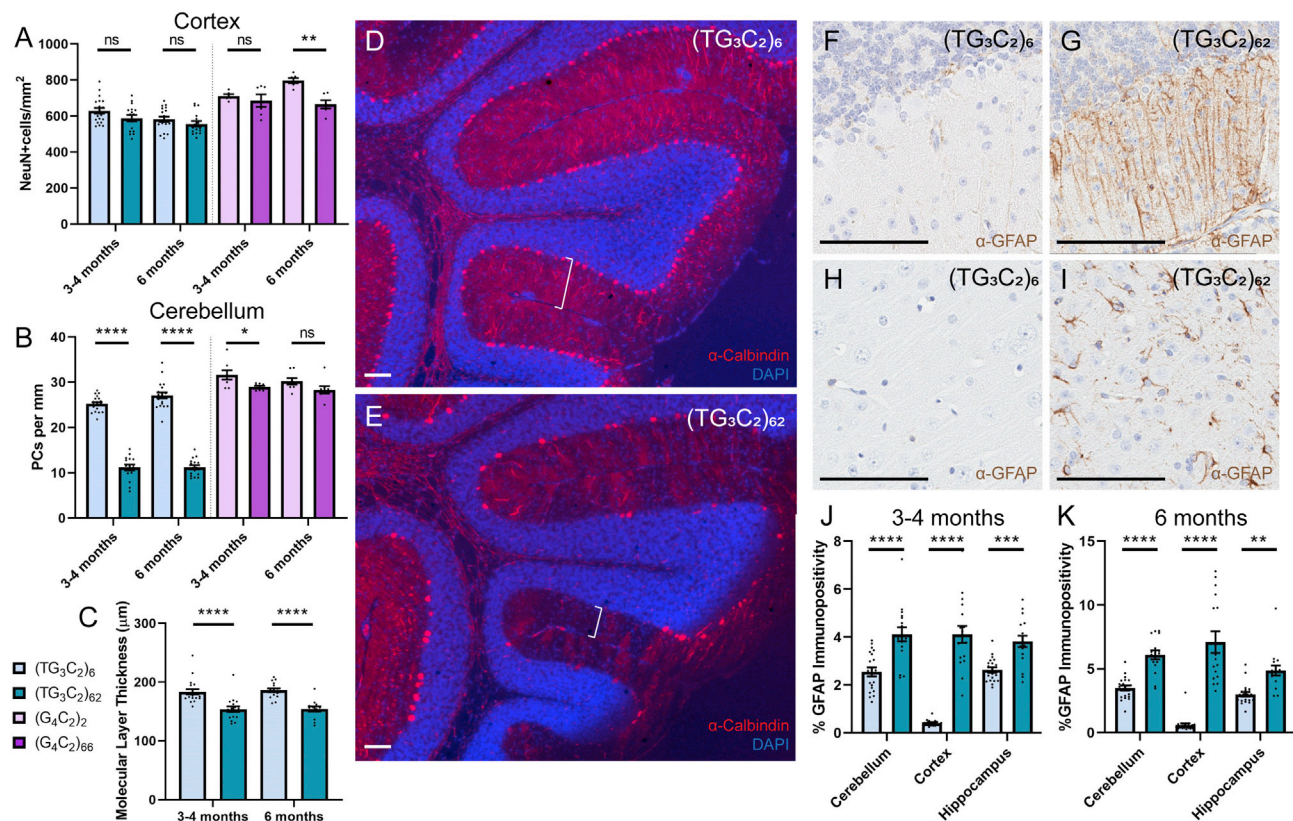 A
Cortex
ns
ns
ns
**
NeuN+cells/mm²
1000
800
600
400
200
0
3-4 months
6 months
3-4 months
6 months
B
Cerebellum
****
****
*
ns
PCs per mm
40
30
20
10
0
3-4 months
6 months
3-4 months
6 months
C
****
****
Molecular Layer Thickness (μm)
300
200
100
0
3-4 months
6 months
(TG₃C₂)₆
(TG₃C₂)₆₂
(G₄C₂)₂
(G₄C₂)₆₆
D
(TG₃C₂)₆
α-Calbindin
DAPI
E
(TG₃C₂)₆₂
α-Calbindin
DAPI
F
(TG₃C₂)₆
α-GFAP
G
(TG₃C₂)₆₂
α-GFAP
H
(TG₃C₂)₆
α-GFAP
I
(TG₃C₂)₆₂
α-GFAP
J
3-4 months
****
****
***
% GFAP Immunopositivity
8
6
4
2
0
Cerebellum
Cortex
Hippocampus
K
6 months
****
****
**
%GFAP Immunopositivity
15
10
5
0
Cerebellum
Cortex
Hippocampus